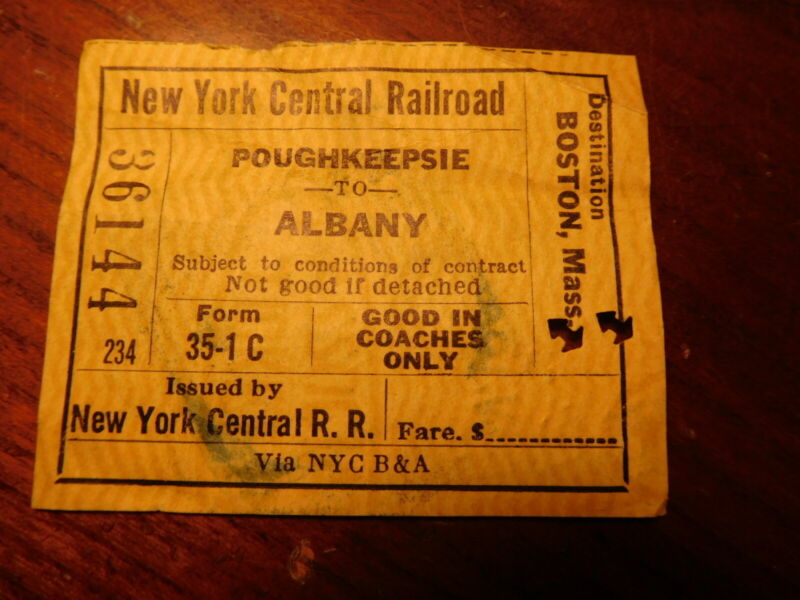 New York Central Railroad
POUGHKEEPSIE
—TO—
ALBANY
Subject to conditions of contract
Not good if detached
36144
234
Form
35-1 C
GOOD IN
COACHES
ONLY
Destination
BOSTON, Mass.
Issued by
New York Central R. R.
Fare. $.............
Via NYC B&A